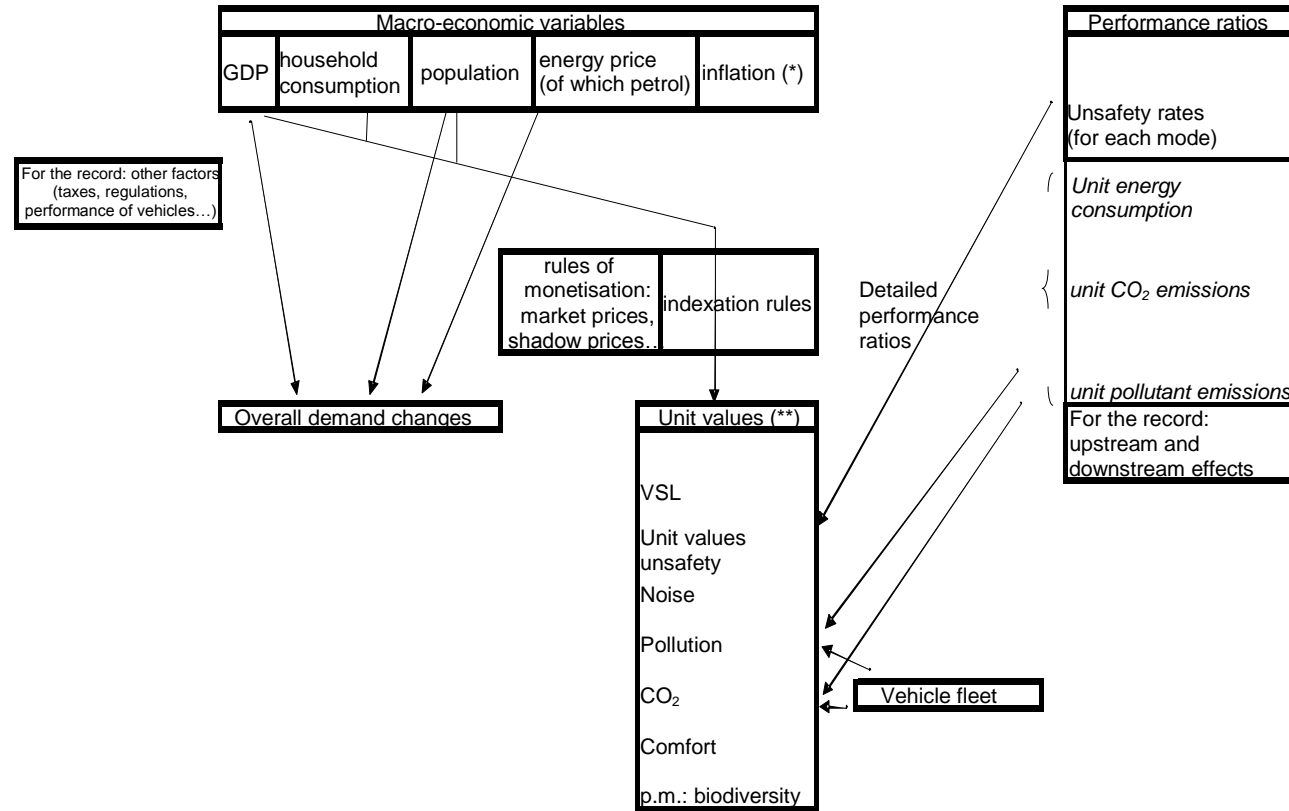 Macro-economic variables
GDP
household
consumption
population
energy price
(of which petrol)
inflation (*)
Performance ratios
Unsafety rates
(for each mode)
For the record: other factors
(taxes, regulations,
performance of vehicles…)
Unit energy
consumption
rules of
monetisation:
market prices,
shadow prices…
indexation rules
Detailed
performance
ratios
unit CO₂ emissions
unit pollutant emissions
For the record:
upstream and
downstream effects
Overall demand changes
Unit values (**)
VSL
Unit values
unsafety
Noise
Pollution
CO₂
Comfort
p.m.: biodiversity
Vehicle fleet